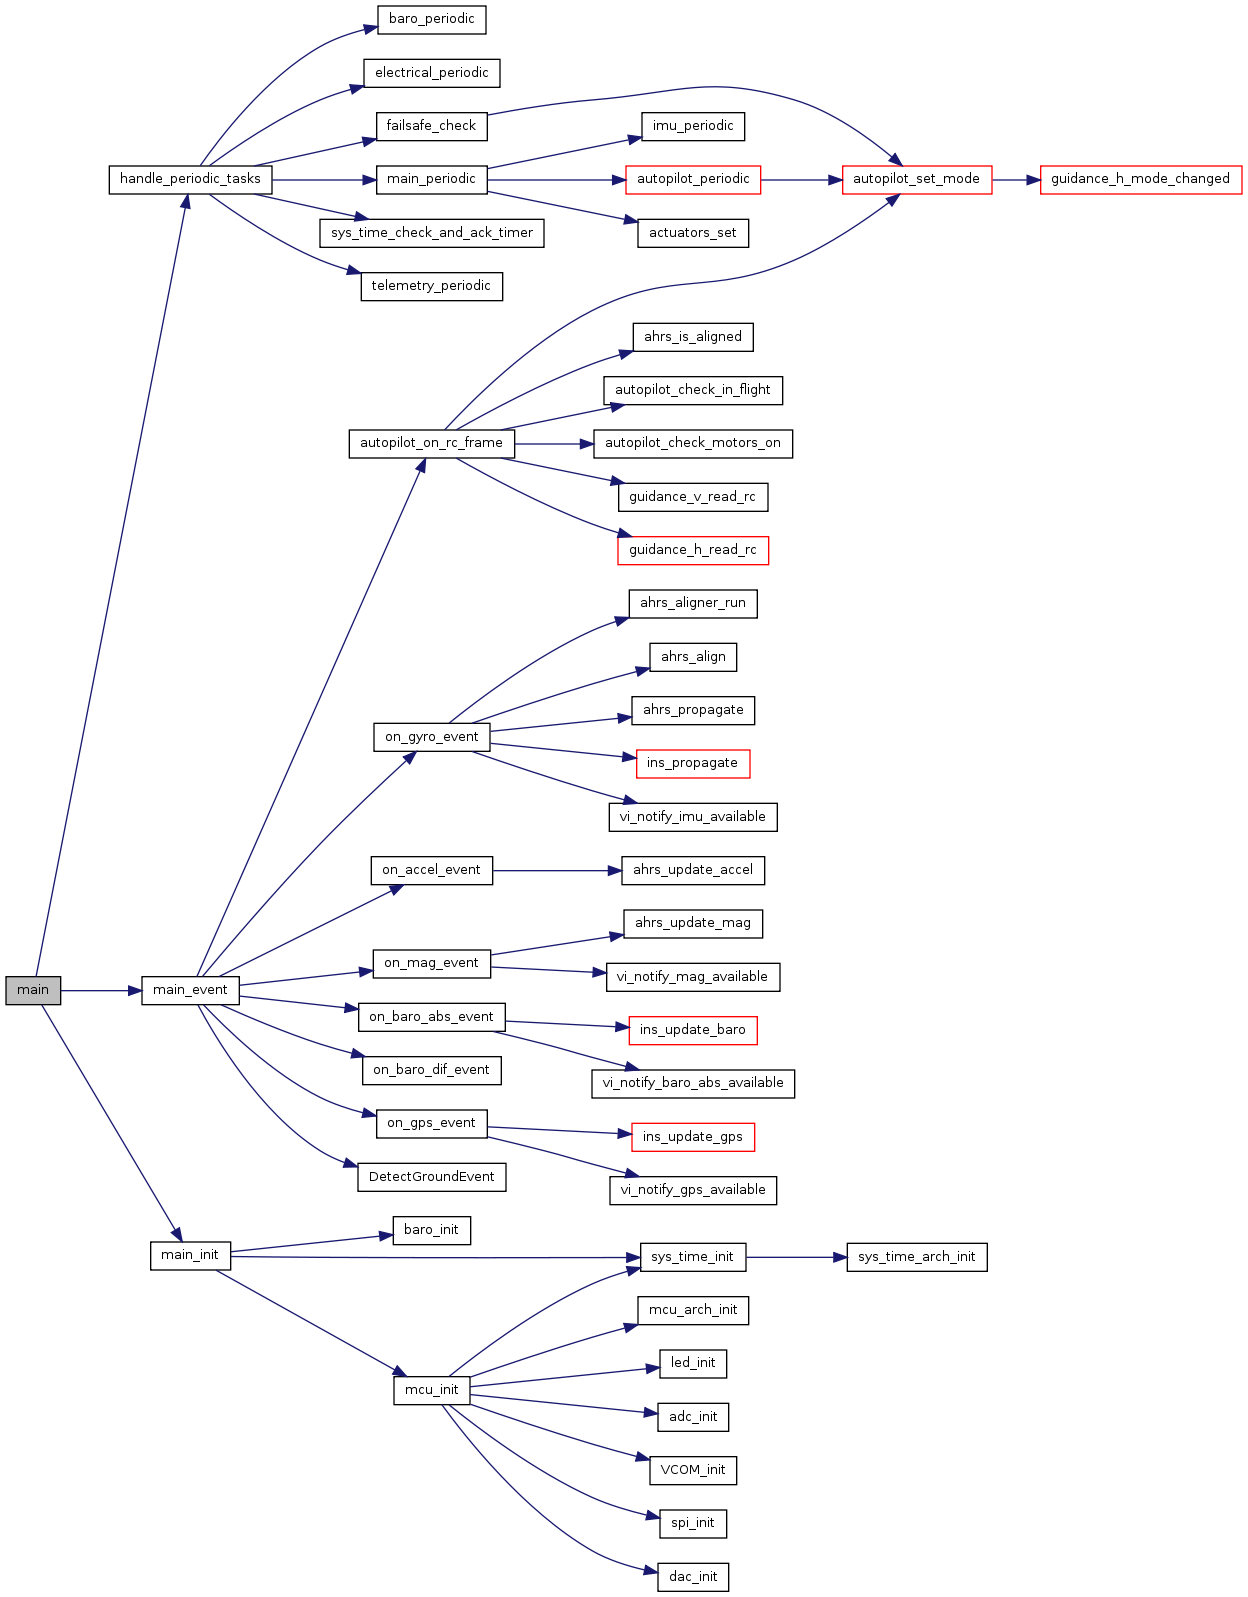 baro_periodic
electrical_periodic
failsafe_check
imu_periodic
handle_periodic_tasks
main_periodic
autopilot_periodic
autopilot_set_mode
guidance_h_mode_changed
sys_time_check_and_ack_timer
actuators_set
telemetry_periodic
ahrs_is_aligned
autopilot_check_in_flight
autopilot_on_rc_frame
autopilot_check_motors_on
guidance_v_read_rc
guidance_h_read_rc
ahrs_aligner_run
ahrs_align
ahrs_propagate
on_gyro_event
ins_propagate
vi_notify_imu_available
on_accel_event
ahrs_update_accel
ahrs_update_mag
on_mag_event
vi_notify_mag_available
main
main_event
on_baro_abs_event
ins_update_baro
on_baro_dif_event
vi_notify_baro_abs_available
on_gps_event
ins_update_gps
DetectGroundEvent
vi_notify_gps_available
baro_init
main_init
sys_time_init
sys_time_arch_init
mcu_arch_init
led_init
mcu_init
adc_init
VCOM_init
spi_init
dac_init